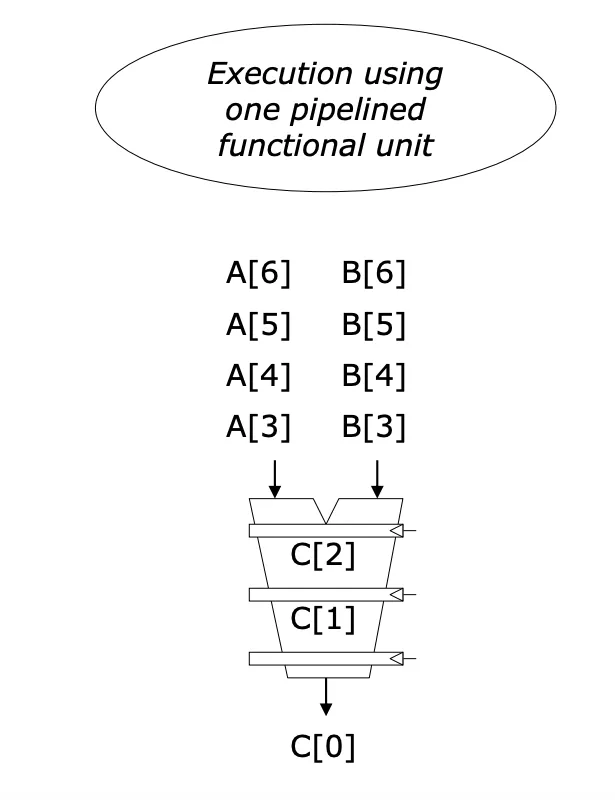 Execution using
one pipelined
functional unit
A[6] B[6]
A[5] B[5]
A[4] B[4]
A[3] B[3]
C[2]
C[1]
C[0]